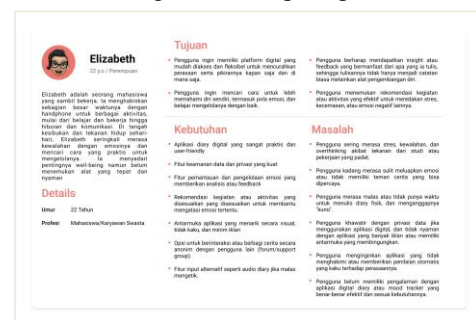 Elizabeth
22 y.o / Perempuan
Elizabeth adalah seorang mahasiswa
yang sambil bekerja. Ia menghabiskan
sebagian besar waktunya dengan
handphone untuk berbagai aktivitas,
mulai dari belajar dan bekerja hingga
hiburan dan komunikasi. Di tengah
kesibukan dan tekanan hidup sehari-
hari, Elizabeth seringkali merasa
kewalahan dengan emosinya dan
mencari cara yang praktis untuk
mengelolanya. Ia menyadari
pentingnya well-being namun belum
menemukan alat yang tepat dan
nyaman
Details
Umur 22 Tahun
Profesi Mahasiswa/Karyawan Swasta
Tujuan
Pengguna ingin memiliki platform digital yang
mudah diakses dan fleksibel untuk mencurahkan
perasaan serta pikirannya kapan saja dan di
mana saja.
Pengguna ingin mencari cara untuk lebih
memahami diri sendiri, termasuk pola emosi, dan
belajar mengelolanya dengan baik.
Pengguna berharap mendapatkan insight atau
feedback yang bermanfaat dari apa yang ia tulis,
sehingga tulisannya tidak hanya menjadi catatan
biasa melainkan alat pengembangan diri.
Pengguna menemukan rekomendasi kegiatan
atau aktivitas yang efektif untuk meredakan stres,
kecemasan, atau emosi negatif lainnya.
Kebutuhan
Aplikasi diary digital yang sangat praktis dan
user-friendly
Fitur keamanan data dan privasi yang kuat
Fitur pemantauan dan pengelolaan emosi yang
memberikan analisis atau feedback
Rekomendasi kegiatan atau aktivitas yang
disesuaikan yang disesuaikan untuk membantu
mengatasi emosi tertentu.
Antarmuka aplikasi yang menarik secara visual,
tidak kaku, dan minim iklan
Opsi untuk berinteraksi atau berbagi cerita secara
anonim dengan pengguna lain (forum/support
group).
Fitur input alternatif seperti audio diary jika malas
mengetik.
Masalah
Pengguna sering merasa stres, kewalahan, dan
overthinking akibat tekanan dari studi atau
pekerjaan yang padat.
Pengguna kadang merasa sulit meluapkan emosi
atau tidak memiliki teman cerita yang bisa
dipercaya.
Pengguna merasa malas atau tidak punya waktu
untuk menulis diary fisik, dan menganggapnya
"kuno".
Pengguna khawatir dengan privasi data jika
menggunakan aplikasi digital, dan tidak nyaman
dengan aplikasi yang banyak iklan atau memiliki
antarmuka yang membingungkan.
Pengguna menginginkan aplikasi yang tidak
menghakimi atau memberikan penilaian otomatis
yang kaku terhadap perasaannya.
Pengguna belum memiliki pengalaman dengan
aplikasi digital diary atau mood tracker yang
benar-benar efektif dan sesuai kebutuhannya.